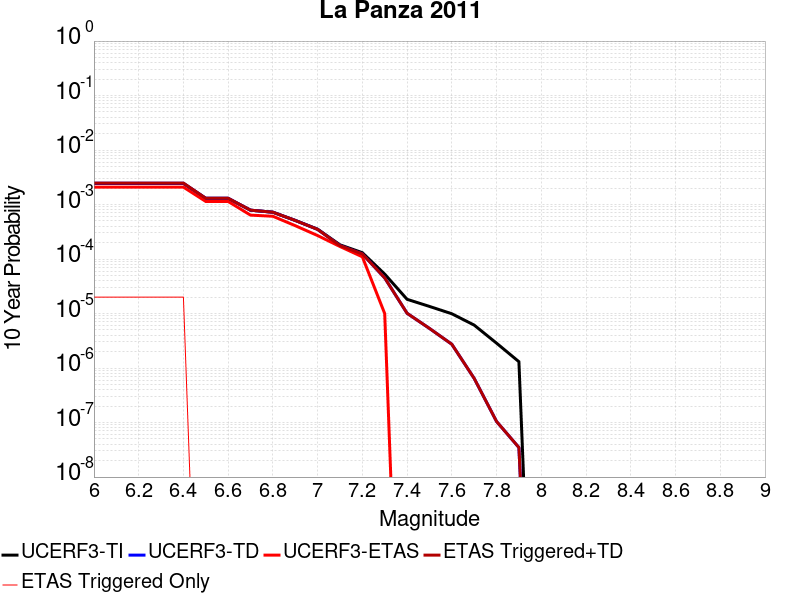 La Panza 2011
10 0
10 -1
10 -2
10 -3
10 -4
10 -5
10 -6
10 -7
10 -8
10 Year Probability
6 6.2 6.4 6.6 6.8 7 7.2 7.4 7.6 7.8 8 8.2 8.4 8.6 8.8 9
Magnitude
UCERF3-TI UCERF3-TD UCERF3-ETAS ETAS Triggered+TD
ETAS Triggered Only